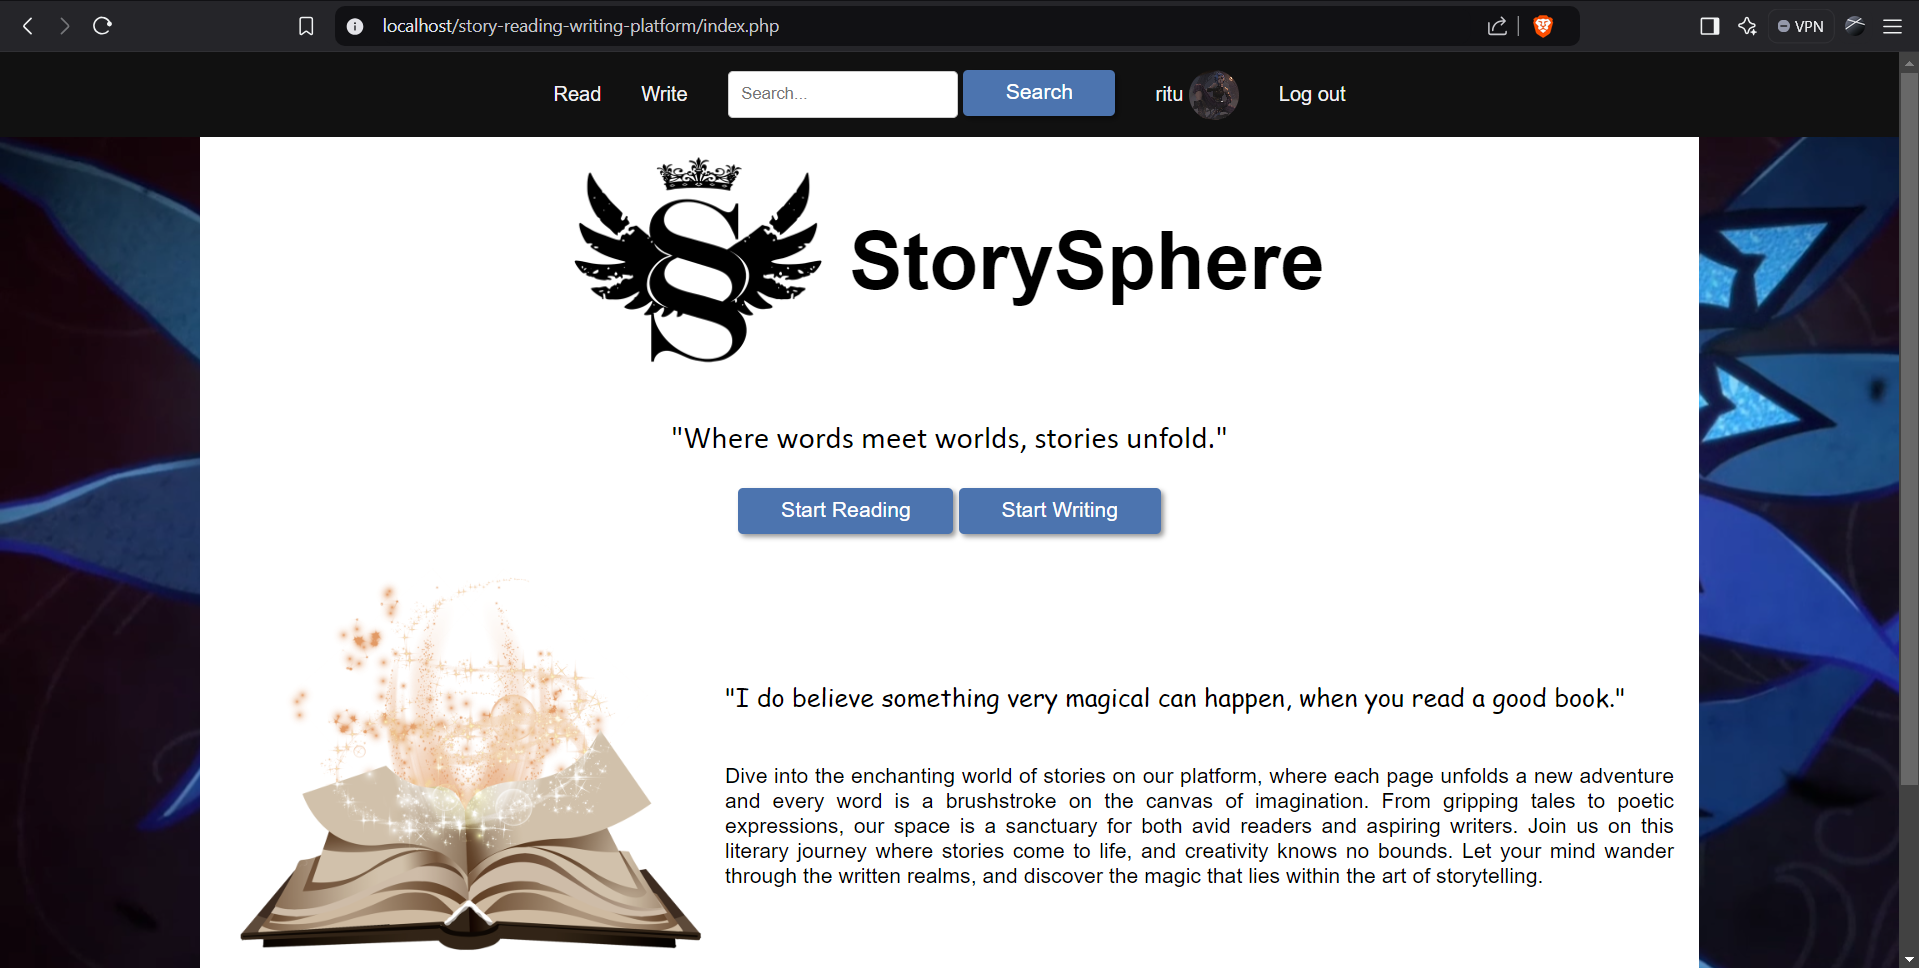 localhost/story-reading-writing-platform/index.php
VPN
Read Write Search... Search ritu Log out
StorySphere
"Where words meet worlds, stories unfold."
Start Reading Start Writing
"I do believe something very magical can happen, when you read a good book."
Dive into the enchanting world of stories on our platform, where each page unfolds a new adventure
and every word is a brushstroke on the canvas of imagination. From gripping tales to poetic
expressions, our space is a sanctuary for both avid readers and aspiring writers. Join us on this
literary journey where stories come to life, and creativity knows no bounds. Let your mind wander
through the written realms, and discover the magic that lies within the art of storytelling.